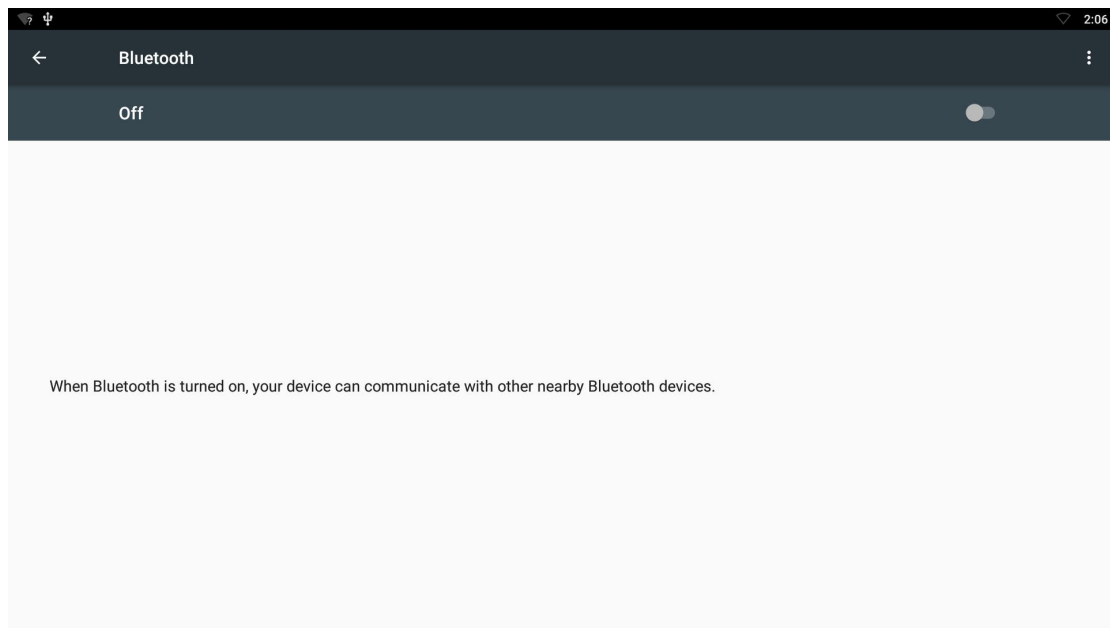 2:06
Bluetooth
Off
When Bluetooth is turned on, your device can communicate with other nearby Bluetooth devices.